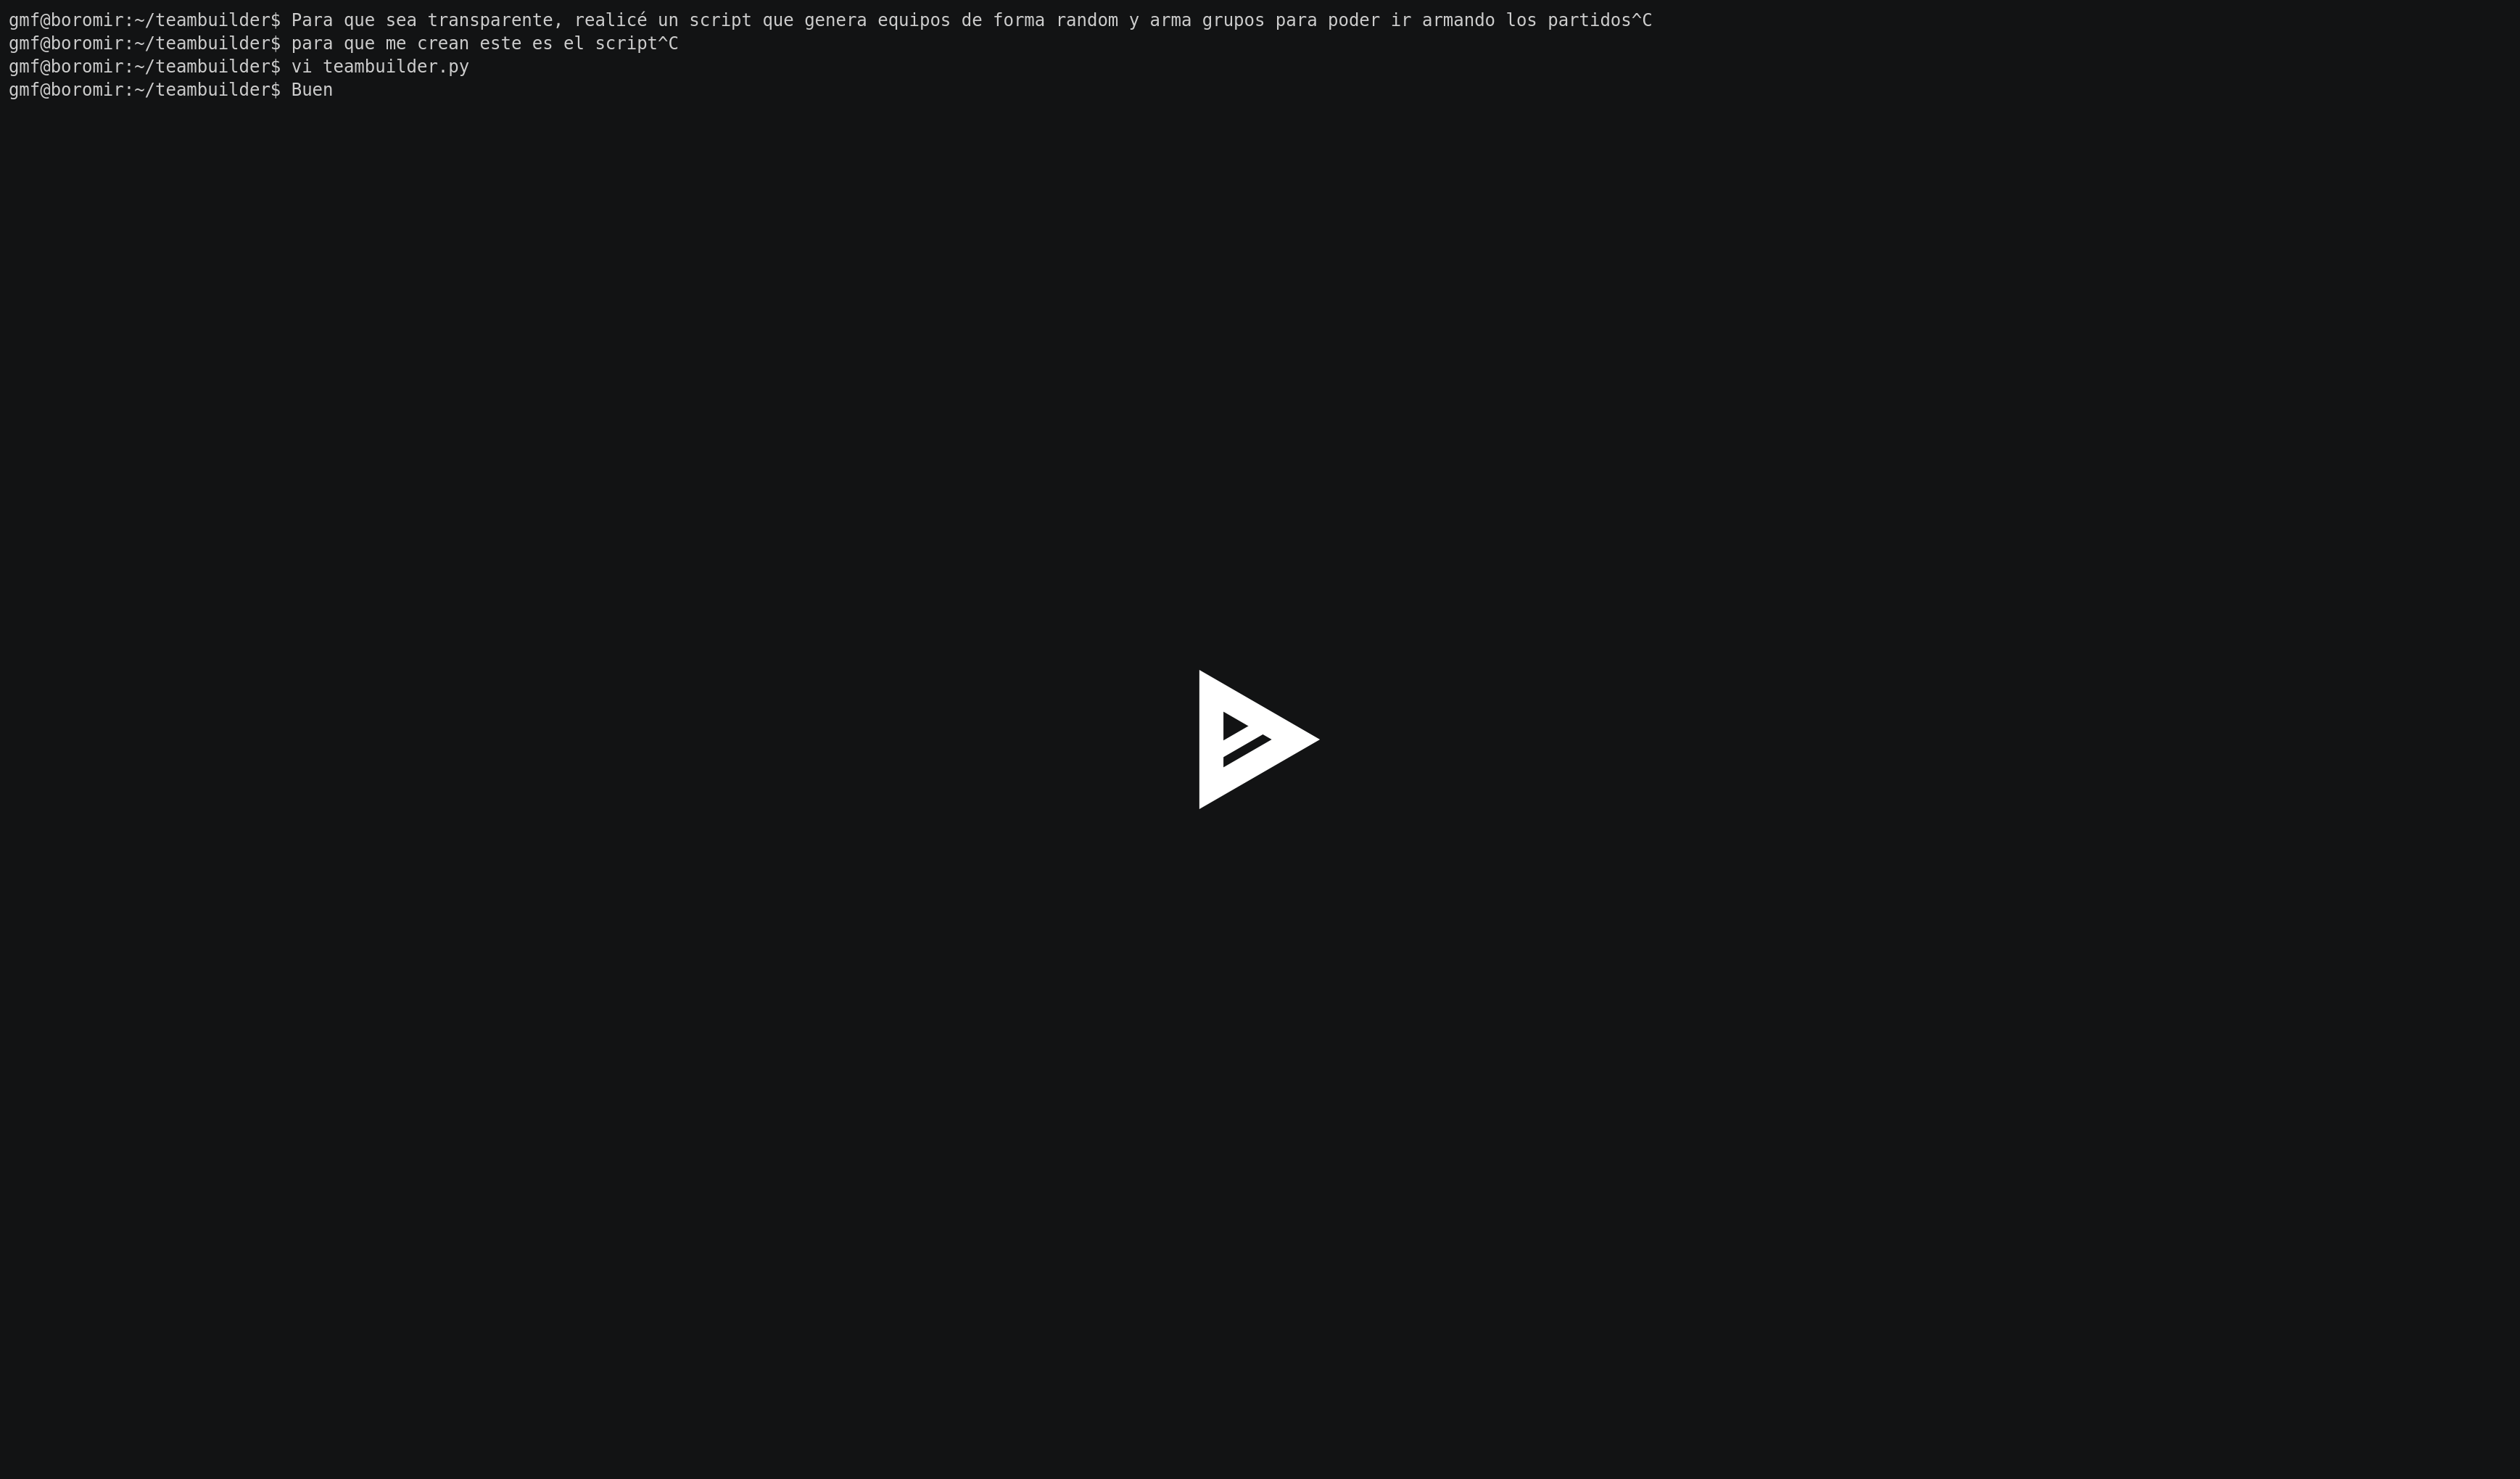 gmf@boromir:~/teambuilder$ Para que sea transparente, realicé un script que genera equipos de forma random y arma grupos para poder ir armando los partidos^C
gmf@boromir:~/teambuilder$ para que me crean este es el script^C
gmf@boromir:~/teambuilder$ vi teambuilder.py
gmf@boromir:~/teambuilder$ Buen